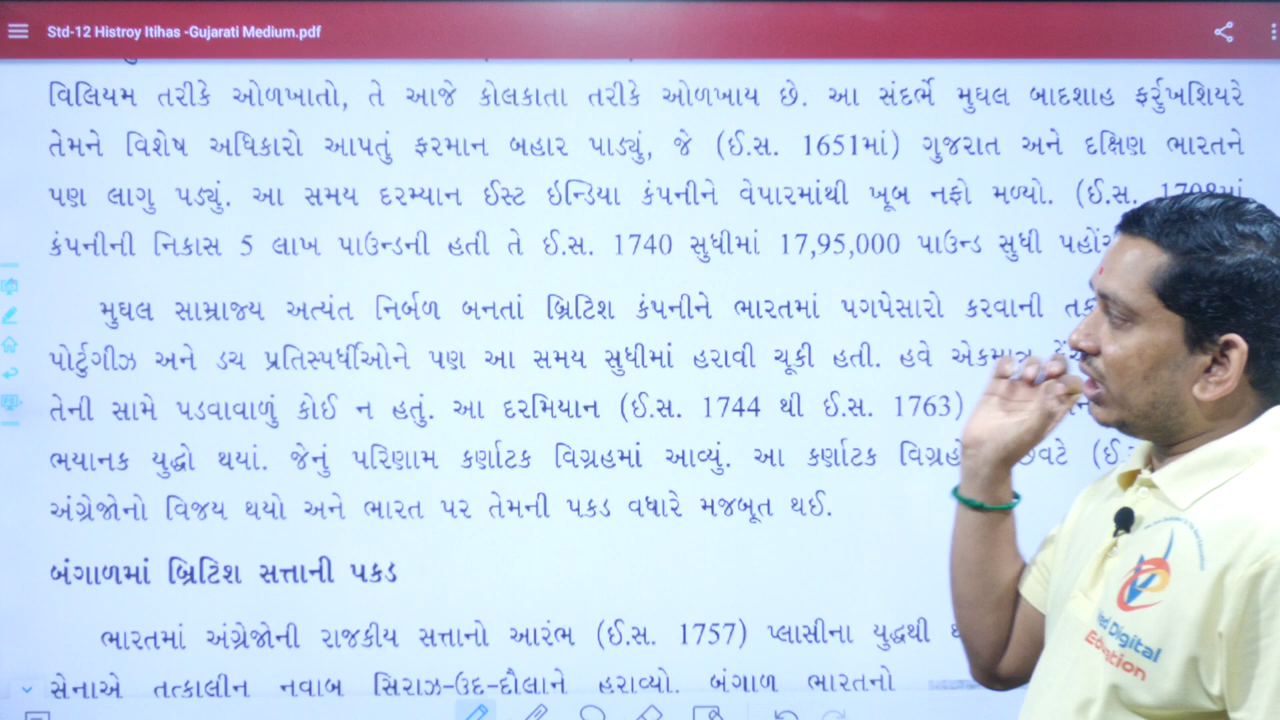 Std-12 Histroy Itihas -Gujarati Medium.pdf
વિલિયમ તરીકે ઓળખાતો, તે આજે કોલકાતા તરીકે ઓળખાય છે. આ સંદર્ભે મુઘલ બાદશાહ ફર્રુખશિયરે
તેમને વિશેષ અધિકારો આપતું ફરમાન બહાર પાડ્યું, જે (ઈ.સ. 1651માં) ગુજરાત અને દક્ષિણ ભારતને
પણ લાગુ પડ્યું. આ સમય દરમ્યાન ઈસ્ટ ઇન્ડિયા કંપનીને વેપારમાંથી ખૂબ નફો મળ્યો. (ઈ.સ. 1708માં
કંપનીની નિકાસ 5 લાખ પાઉન્ડની હતી તે ઈ.સ. 1740 સુધીમાં 17,95,000 પાઉન્ડ સુધી
મુઘલ સામ્રાજ્ય અત્યંત નિર્બળ બનતાં બ્રિટિશ કંપનીને ભારતમાં પગપેસારો કરવાની
પોર્ટુગીઝ અને ડચ પ્રતિસ્પર્ધીઓને પણ આ સમય સુધીમાં હરાવી ચૂકી હતી. હવે એકમાત્ર
તેની સામે પડવાવાળું કોઈ ન હતું. આ દરમિયાન (ઈ.સ. 1744 થી ઈ.સ. 1763)
ભયાનક યુદ્ધો થયાં. જેનું પરિણામ કર્ણાટક વિગ્રહમાં આવ્યું. આ કર્ણાટક
અંગ્રેજોનો વિજય થયો અને ભારત પર તેમની પકડ વધારે મજબૂત થઈ.
બંગાળમાં બ્રિટિશ સત્તાની પકડ
ભારતમાં અંગ્રેજોની રાજકીય સત્તાનો આરંભ (ઈ.સ. 1757) પ્લાસીના યુદ્ધથી
સેનાએ તત્કાલીન નવાબ સિરાઝ-ઉદ-દૌલાને હરાવ્યો. બંગાળ ભારતનો
Digital
Education